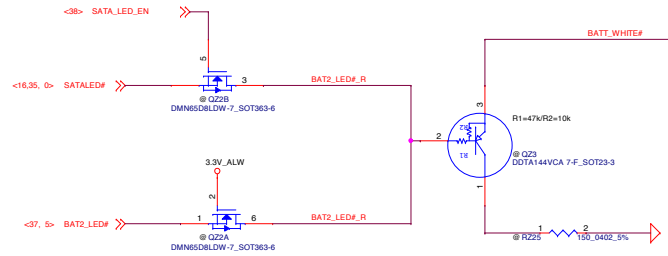 <38> SATA_LED_EN
BATT_WHITE#
5
<16,35, 0> SATALED#
3
BAT2_LED#_R
@ QZ2B
DMN65D8LDW-7_SOT363-6
3
R1=47k/R2=10k
R2
2
R1
@ QZ3
DDTA144VCA 7-F_SOT23-3
3.3V_ALW
2
1
<37, 5> BAT2_LED#
1
6
BAT2_LED#_R
@ QZ2A
DMN65D8LDW-7_SOT363-6
1
2
@ RZ25
150_0402_5%